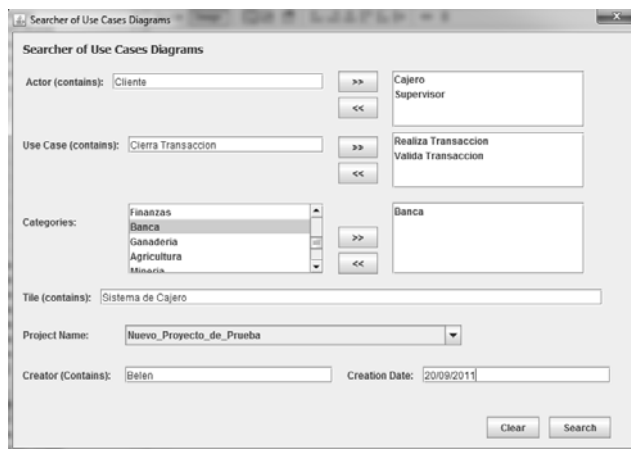 Searcher of Use Cases Diagrams
Searcher of Use Cases Diagrams
Actor (contains): Cliente >> Cajero
Supervisor
<<
Use Case (contains): Cierra Transaccion >> Realiza Transaccion
Valida Transaccion
<<
Finanzas Banca
Categories: Banca
Ganaderia >>
Agricultura <<
Mineria
Tile (contains): Sistema de Cajero
Project Name: Nuevo_Proyecto_de_Prueba
Creator (Contains): Belen Creation Date: 20/09/2011
Clear Search